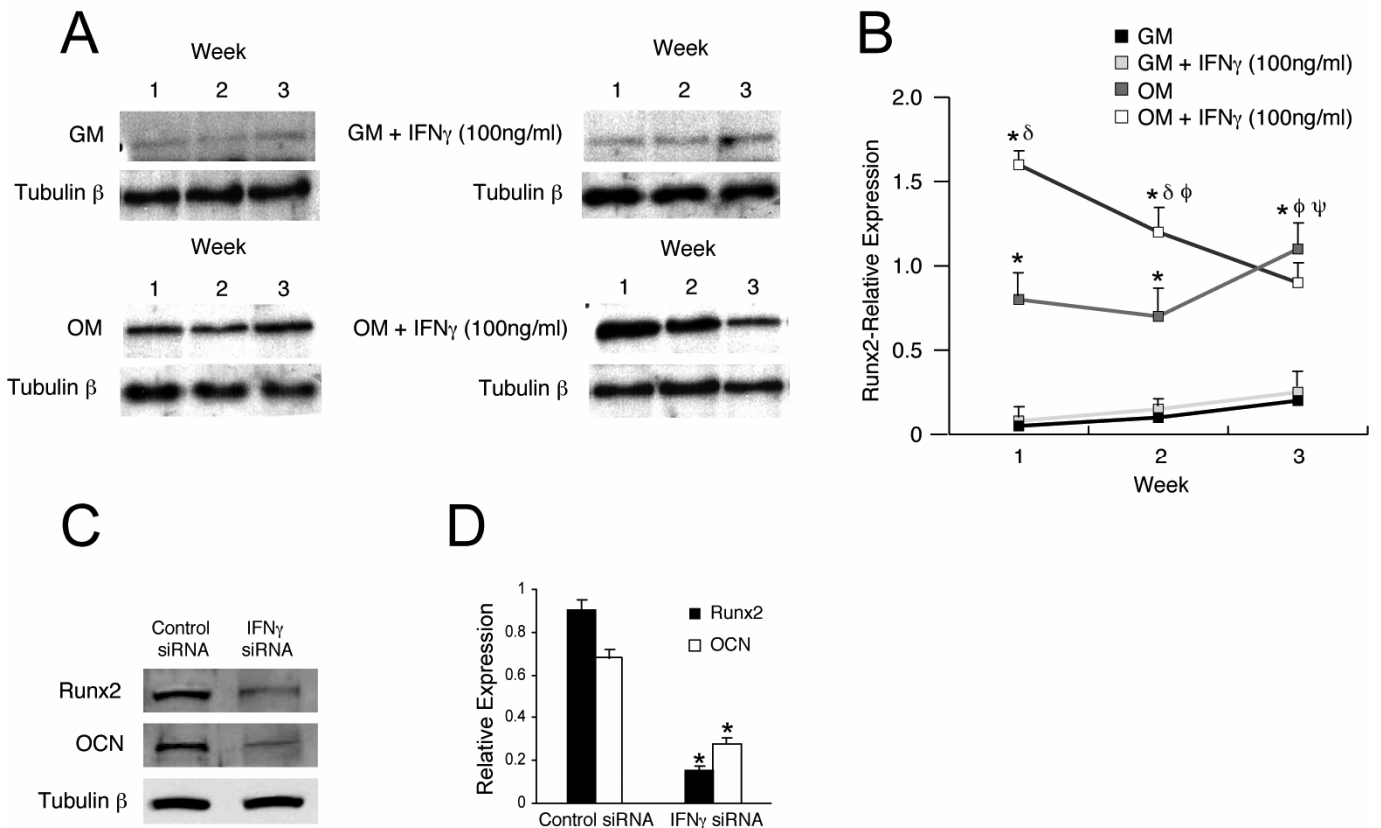 A
Week
1 2 3
GM
Tubulin β
Week
1 2 3
GM + IFNγ (100ng/ml)
Tubulin β
Week
1 2 3
OM
Tubulin β
Week
1 2 3
OM + IFNγ (100ng/ml)
Tubulin β
B
GM
GM + IFNγ (100ng/ml)
OM
OM + IFNγ (100ng/ml)
Runx2-Relative Expression
2.0
1.5
1.0
0.5
0
* δ
* δ ϕ
* ϕ ψ
*
*
1 2 3
Week
C
Control siRNA
IFNγ siRNA
Runx2
OCN
Tubulin β
D
Relative Expression
1
0.8
0.6
0.4
0.2
0
Runx2
OCN
*
*
Control siRNA
IFNγ siRNA